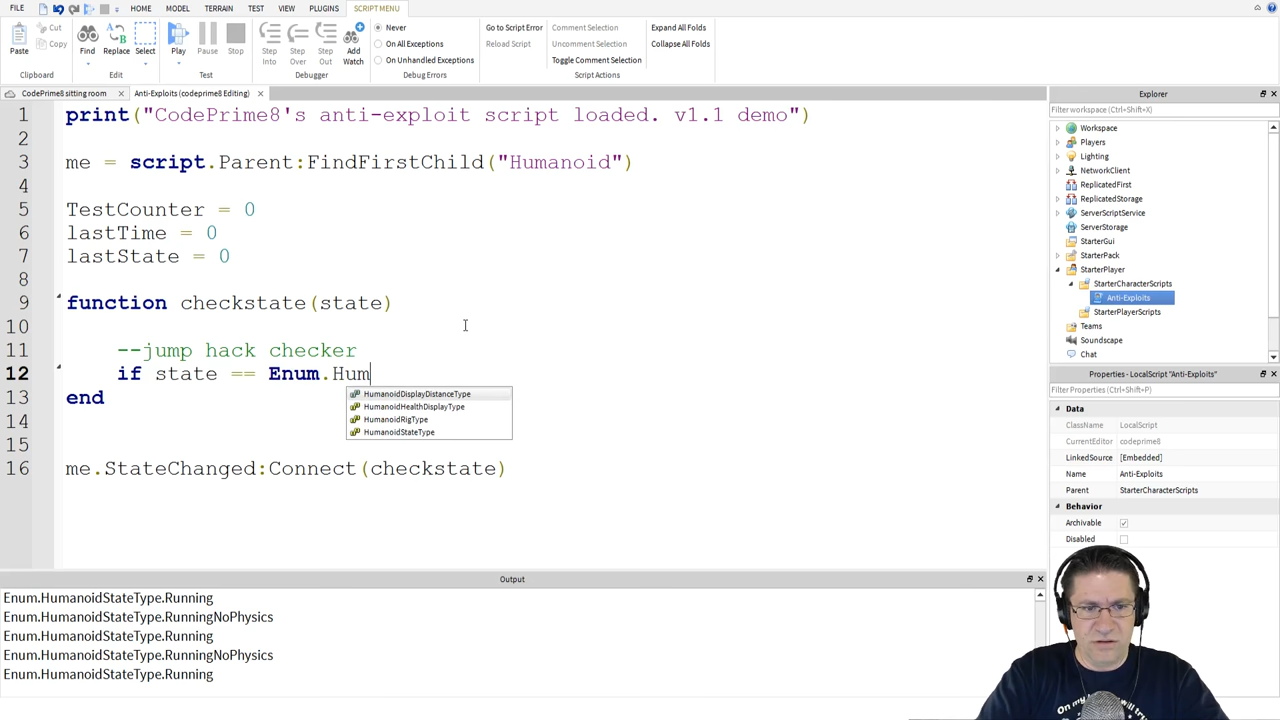 FILE HOME MODEL TERRAIN TEST VIEW PLUGINS SCRIPT MENU
Paste
Cut
Copy
Clipboard
Find
Replace
Select
Edit
Play
Pause
Stop
Test
Step Into
Step Over
Step Out
Add Watch
Debugger
Never
On All Exceptions
On Unhandled Exceptions
Debug Errors
Go to Script Error
Reload Script
Comment Selection
Uncomment Selection
Toggle Comment Selection
Script Actions
Expand All Folds
Collapse All Folds
CodePrime8 sitting room
Anti-Exploits (codeprime8 Editing)
1 print("CodePrime8's anti-exploit script loaded. v1.1 demo")
2
3 me = script.Parent:FindFirstChild("Humanoid")
4
5 TestCounter = 0
6 lastTime = 0
7 lastState = 0
8
9 function checkstate(state)
10
11 --jump hack checker
12 if state == Enum.Hum
13 end
14
15
16 me.StateChanged:Connect(checkstate)
HumanoidDisplayDistanceType
HumanoidHealthDisplayType
HumanoidRigType
HumanoidStateType
Output
Enum.HumanoidStateType.Running
Enum.HumanoidStateType.RunningNoPhysics
Enum.HumanoidStateType.Running
Enum.HumanoidStateType.RunningNoPhysics
Enum.HumanoidStateType.Running
Explorer
Filter workspace (Ctrl+Shift+X)
Workspace
Players
Lighting
NetworkClient
ReplicatedFirst
ReplicatedStorage
ServerScriptService
ServerStorage
StarterGui
StarterPack
StarterPlayer
StarterCharacterScripts
Anti-Exploits
StarterPlayerScripts
Teams
Soundscape
Chat
Properties - LocalScript "Anti-Exploits"
Filter Properties (Ctrl+Shift+P)
Data
ClassName LocalScript
CurrentEditor codeprime8
LinkedSource [Embedded]
Name Anti-Exploits
Parent StarterCharacterScripts
Behavior
Archivable
Disabled